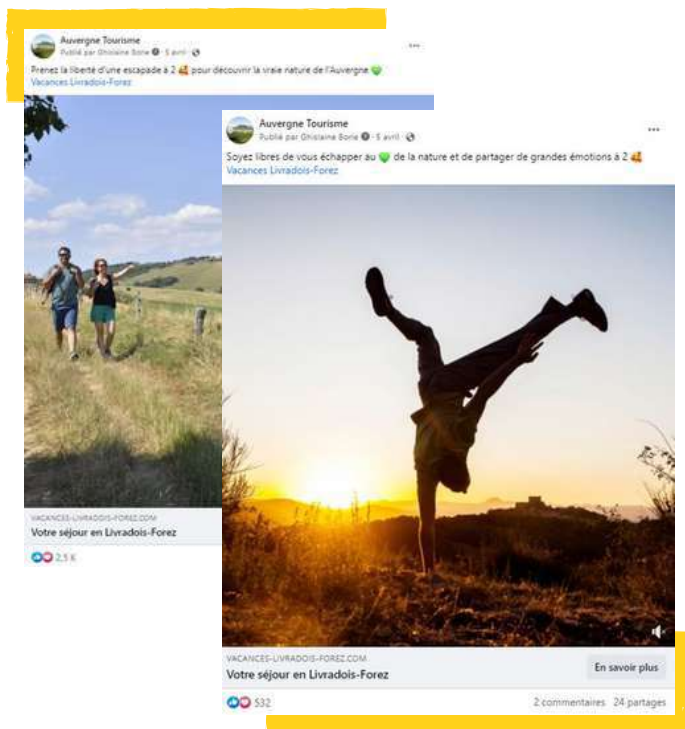 Auvergne Tourisme
Publié par Ghislaine Borie · 5 avril ·
Prenez la liberté d'une escapade à 2 🥰 pour découvrir la vraie nature de l'Auvergne 💚
Vacances Livradois-Forez
VACANCES-LIVRADOIS-FOREZ.COM
Votre séjour en Livradois-Forez
2,5 K
Auvergne Tourisme
Publié par Ghislaine Borie · 5 avril ·
Soyez libres de vous échapper au 💚 de la nature et de partager de grandes émotions à 2 🥰
Vacances Livradois-Forez
VACANCES-LIVRADOIS-FOREZ.COM
Votre séjour en Livradois-Forez
En savoir plus
532
2 commentaires 24 partages